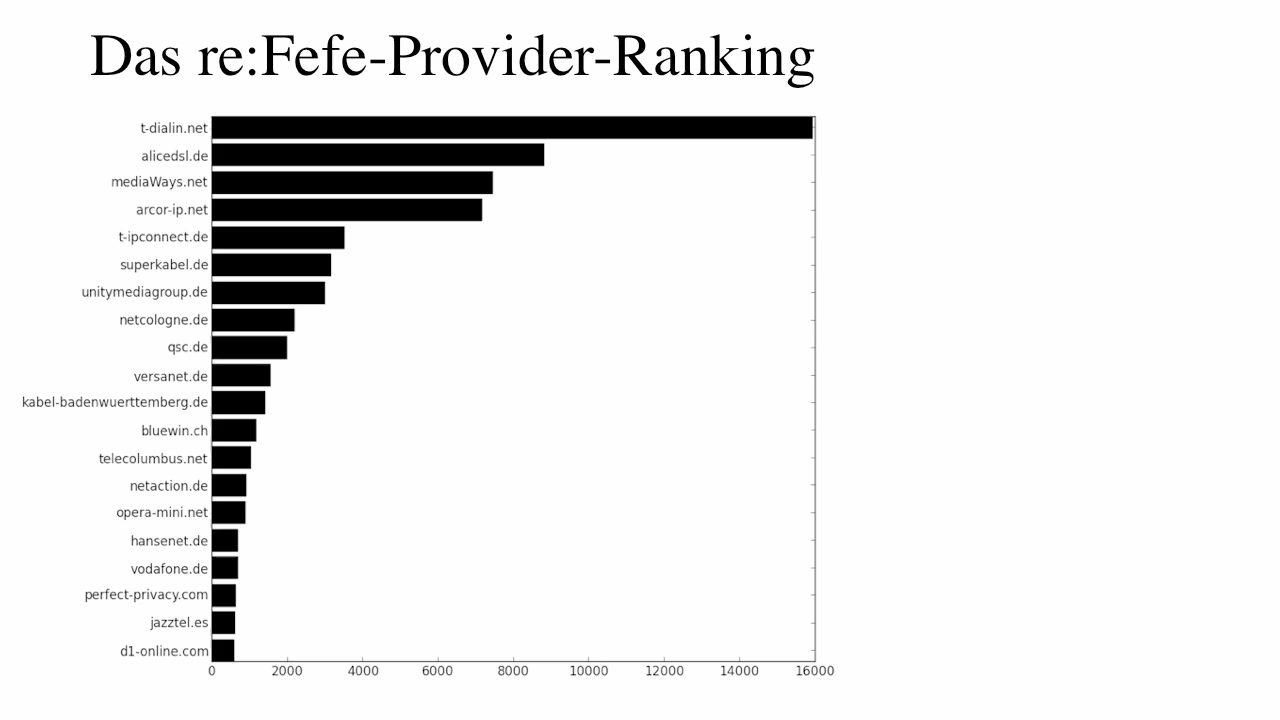 Das re:Fefe-Provider-Ranking
t-dialin.net
alicedsl.de
mediaWays.net
arcor-ip.net
t-ipconnect.de
superkabel.de
unitymediagroup.de
netcologne.de
qsc.de
versanet.de
kabel-badenwuerttemberg.de
bluewin.ch
telecolumbus.net
netaction.de
opera-mini.net
hansenet.de
vodafone.de
perfect-privacy.com
jazztel.es
d1-online.com
0 2000 4000 6000 8000 10000 12000 14000 16000